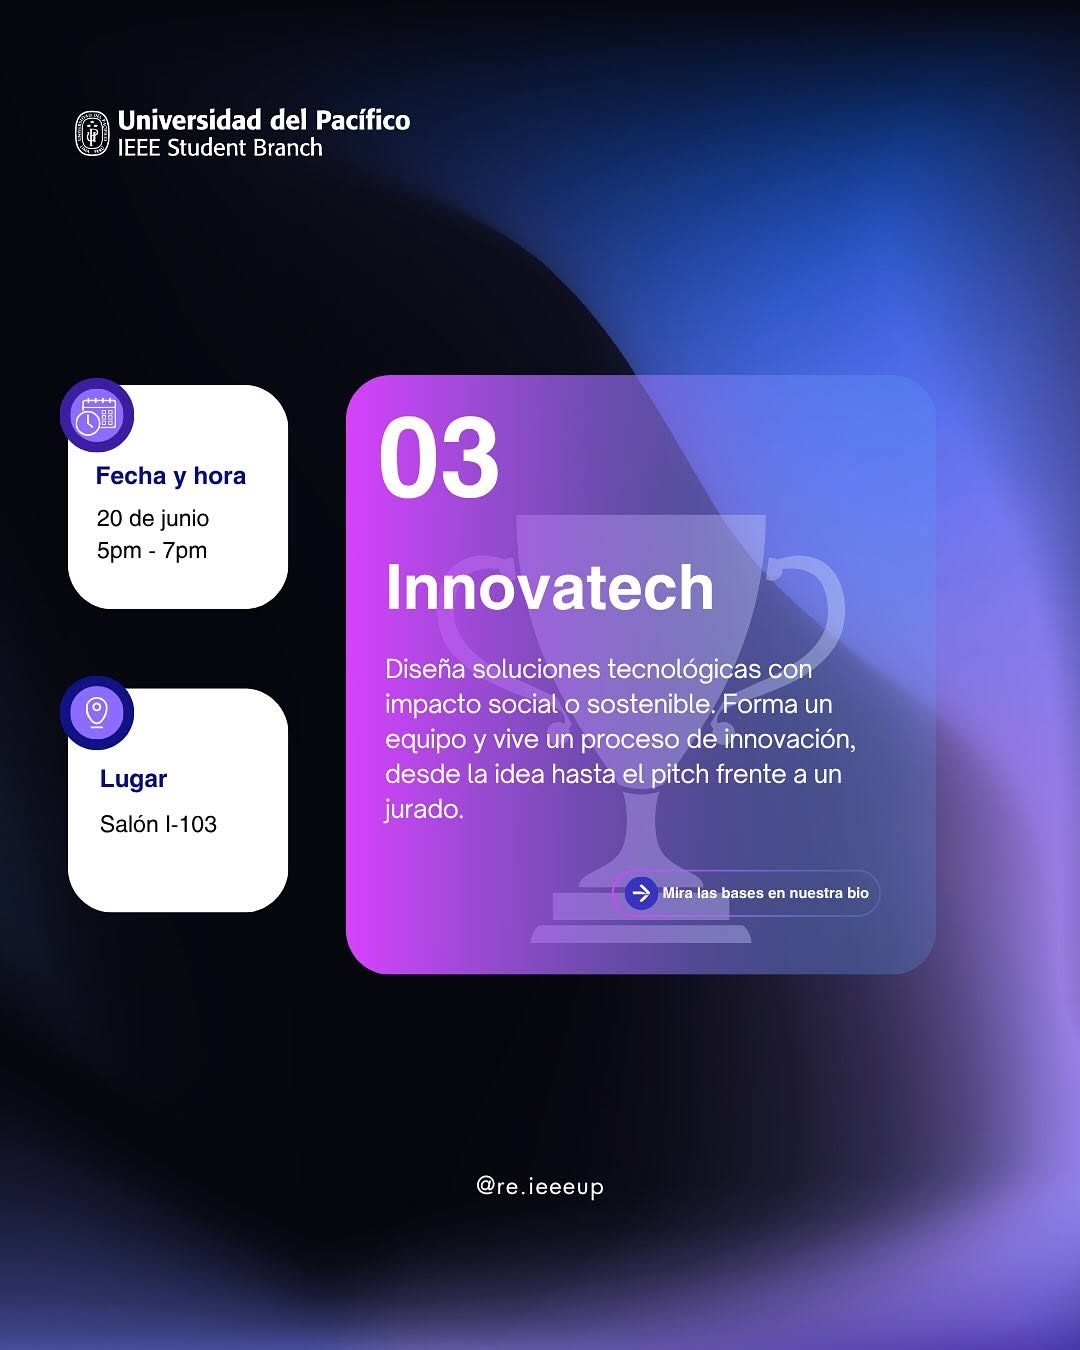 Universidad del Pacífico
IEEE Student Branch
Fecha y hora
20 de junio
5pm - 7pm
Lugar
Salón I-103
03
Innovatech
Diseña soluciones tecnológicas con
impacto social o sostenible. Forma un
equipo y vive un proceso de innovación,
desde la idea hasta el pitch frente a un
jurado.
Mira las bases en nuestra bio
@re.ieeeup